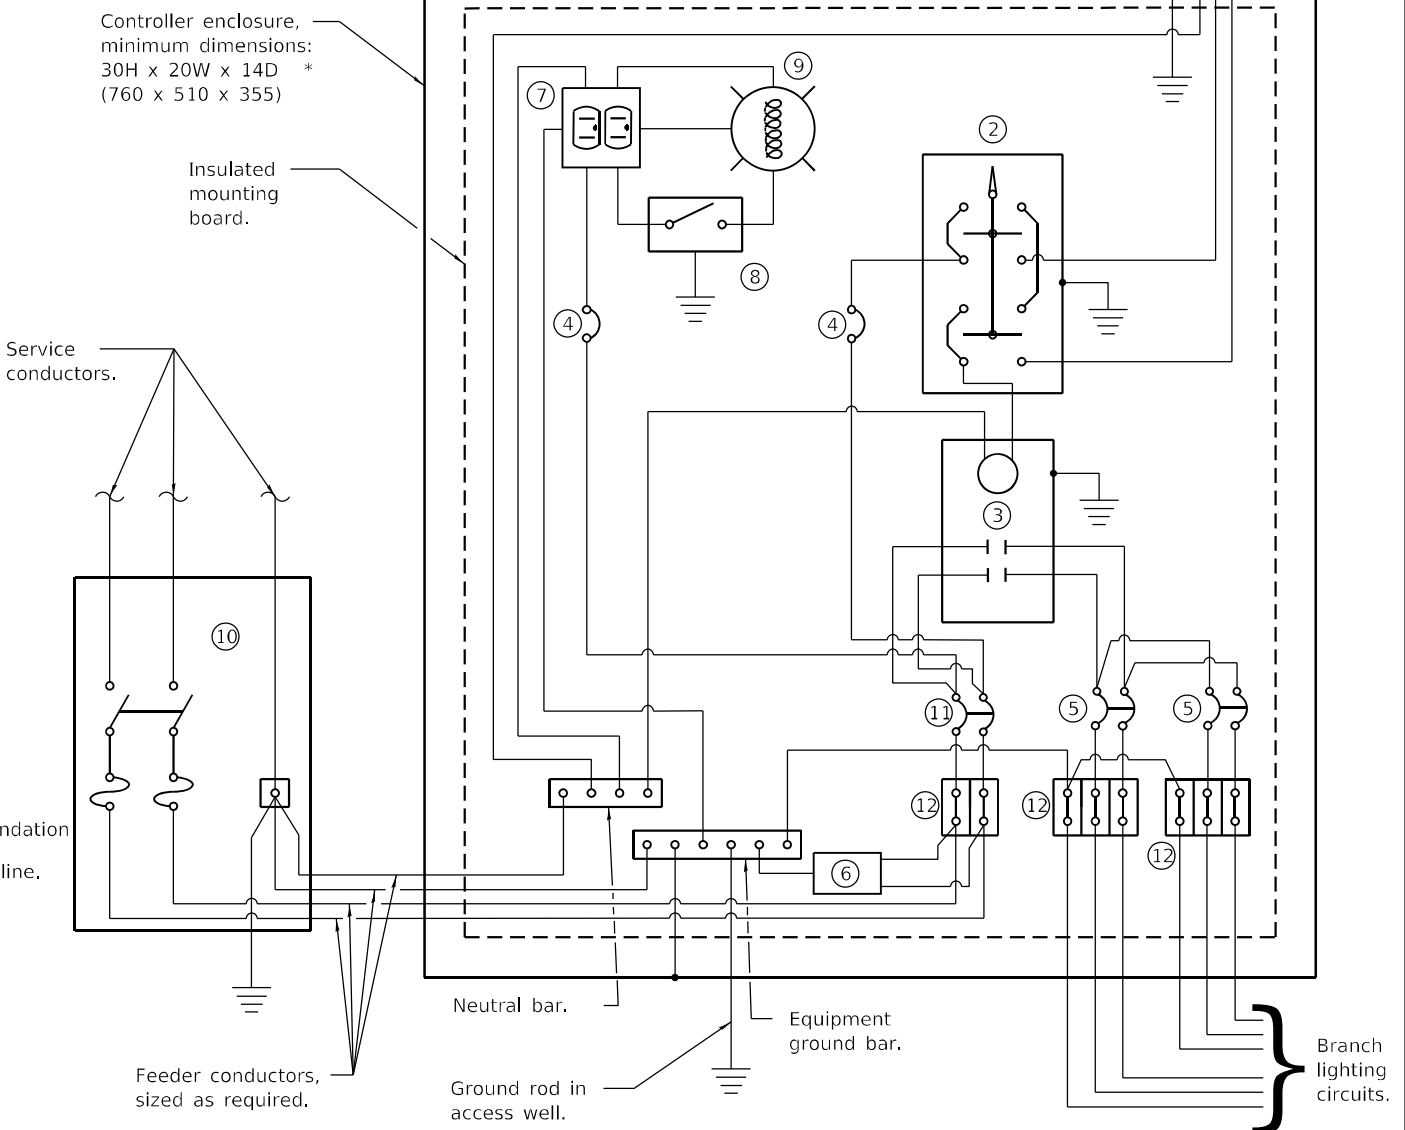 Controller enclosure,
minimum dimensions:
30H x 20W x 14D *
(760 x 510 x 355)
Insulated
mounting
board.
Service
conductors.
7
9
2
8
4
4
3
10
11
5
5
12
12
12
6
ndation
line.
Neutral bar.
Equipment
ground bar.
Feeder conductors,
sized as required.
Ground rod in
access well.
Branch
lighting
circuits.